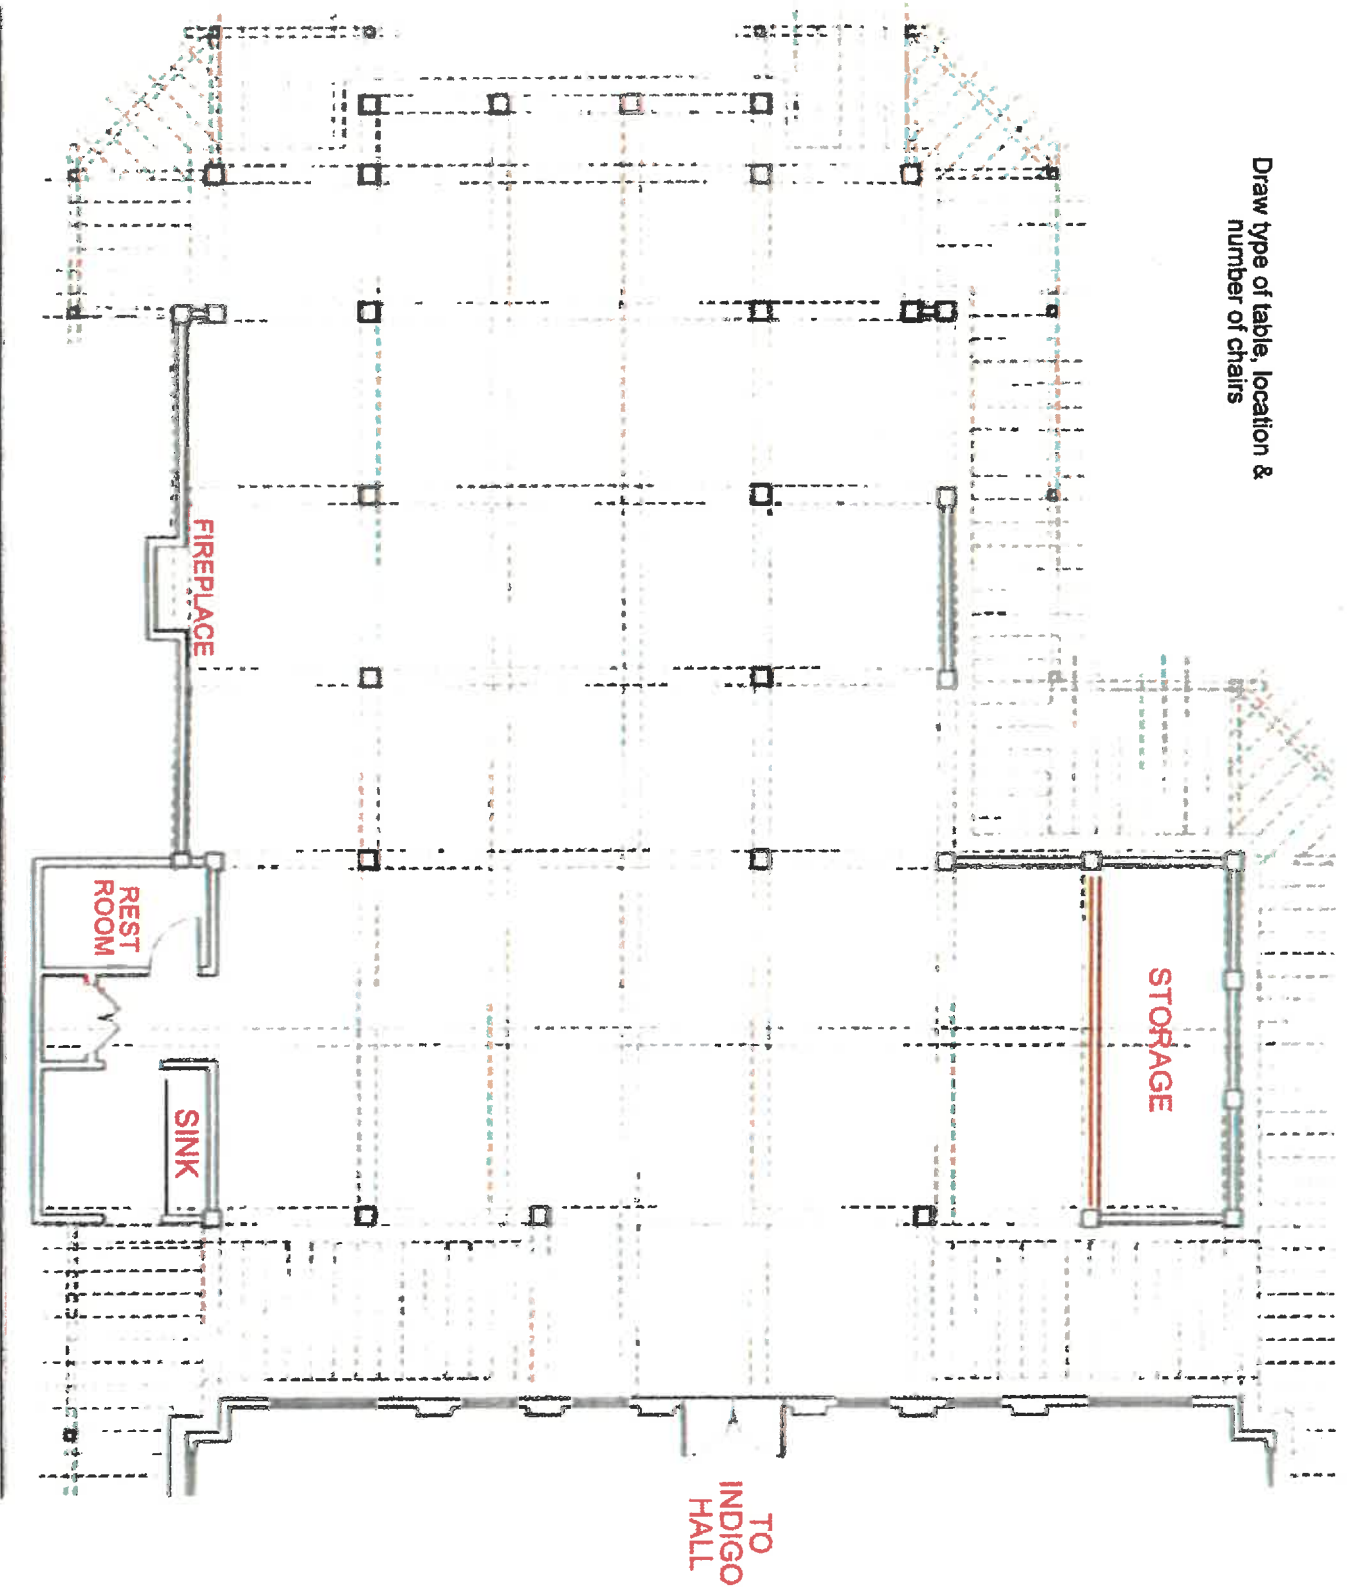 Draw type of table, location &
number of chairs
FIREPLACE
REST
ROOM
SINK
STORAGE
TO
INDIGO
HALL